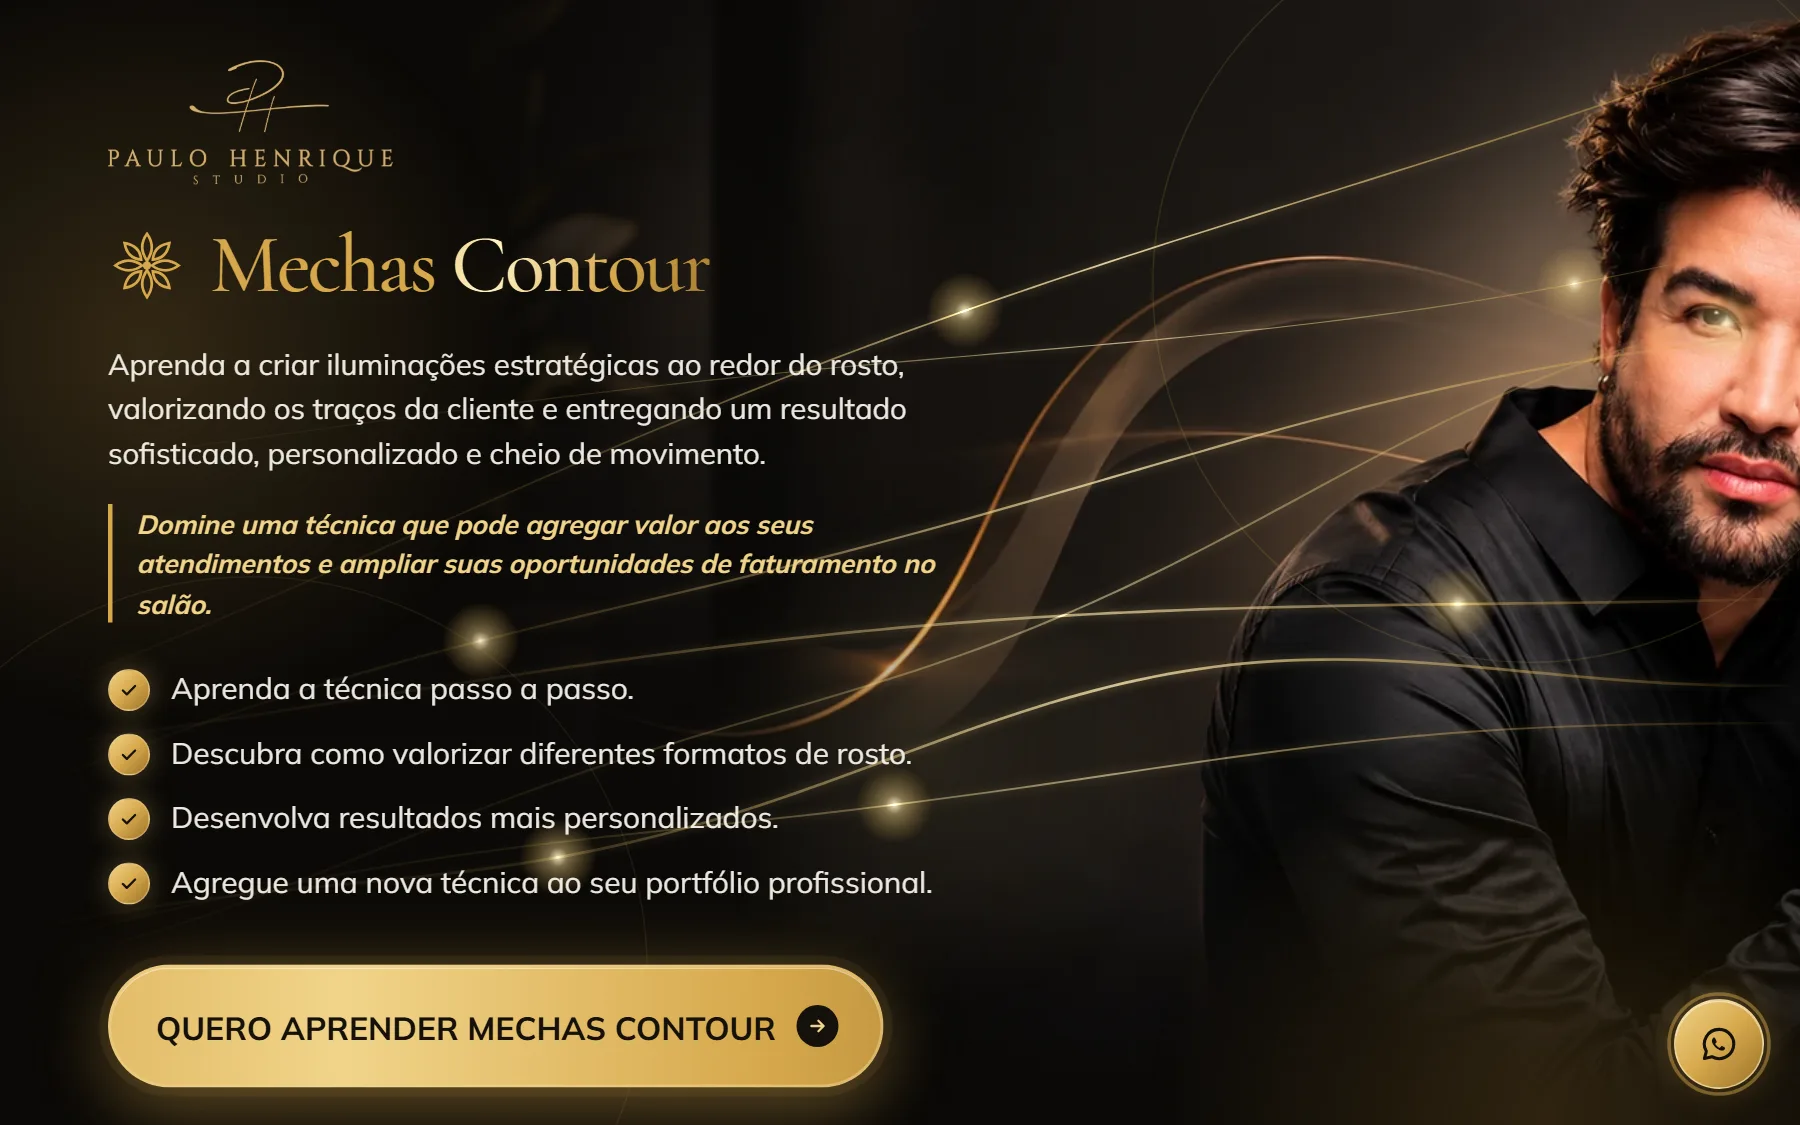 PH
PAULO HENRIQUE
STUDIO
Mechas Contour
Aprenda a criar iluminações estratégicas ao redor do rosto,
valorizando os traços da cliente e entregando um resultado
sofisticado, personalizado e cheio de movimento.
Domine uma técnica que pode agregar valor aos seus
atendimentos e ampliar suas oportunidades de faturamento no
salão.
Aprenda a técnica passo a passo.
Descubra como valorizar diferentes formatos de rosto.
Desenvolva resultados mais personalizados.
Agregue uma nova técnica ao seu portfólio profissional.
QUERO APRENDER MECHAS CONTOUR